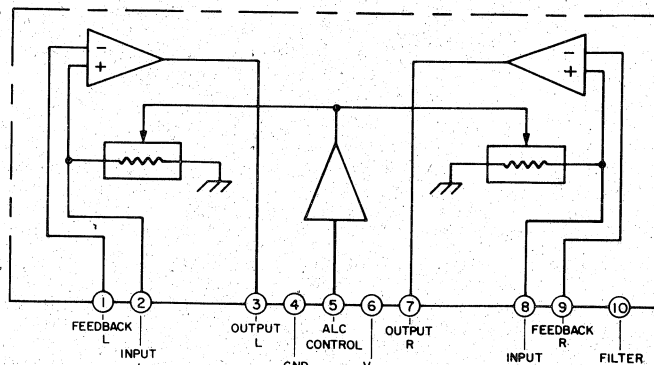 −
+
−
+
1 2 3 4 5 6 7 8 9 10
FEEDBACK
L
INPUT
OUTPUT
L
ALC
CONTROL
V
OUTPUT
R
INPUT
FEEDBACK
R
FILTER